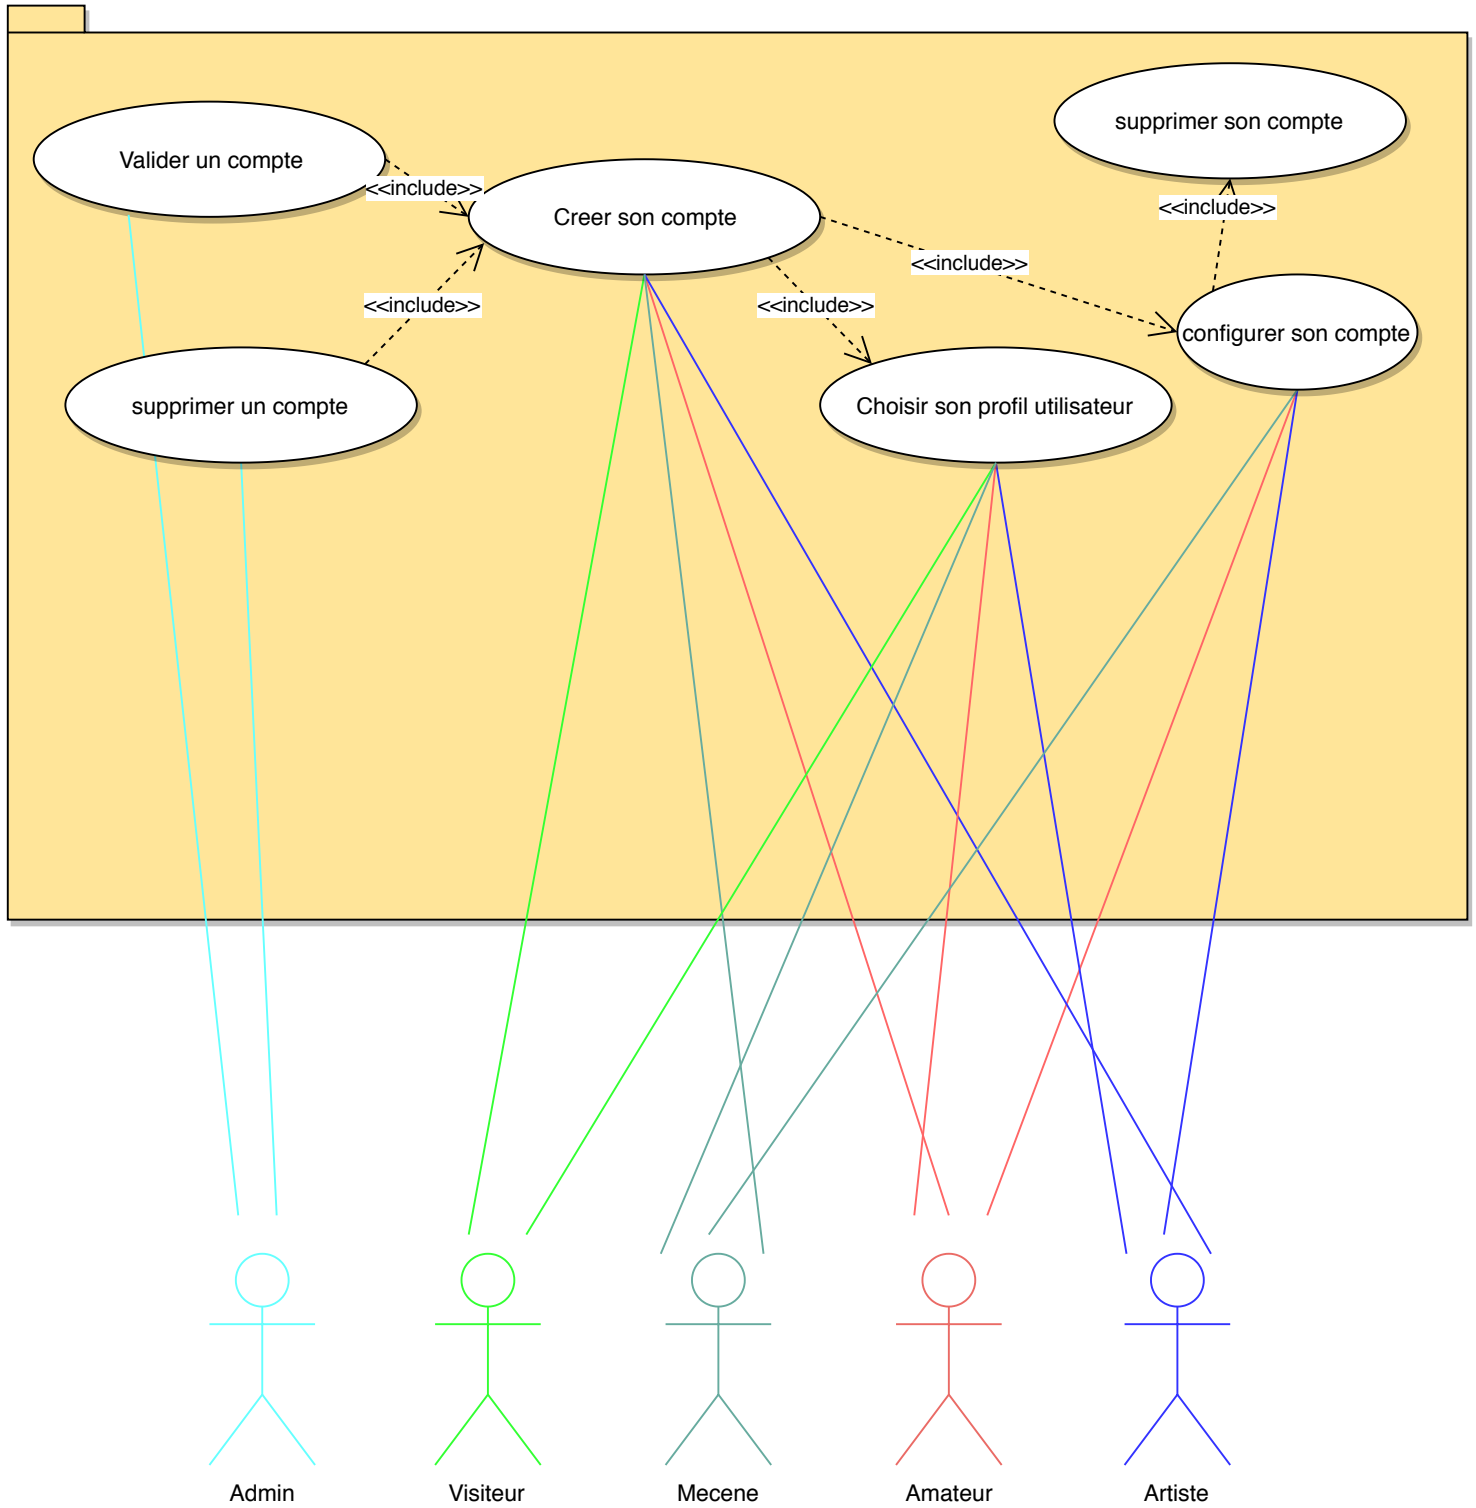 supprimer son compte
Valider un compte
<<include>>
<<include>>
Creer son compte
<<include>>
<<include>>
<<include>>
configurer son compte
supprimer un compte
Choisir son profil utilisateur
Admin
Visiteur
Mecene
Amateur
Artiste